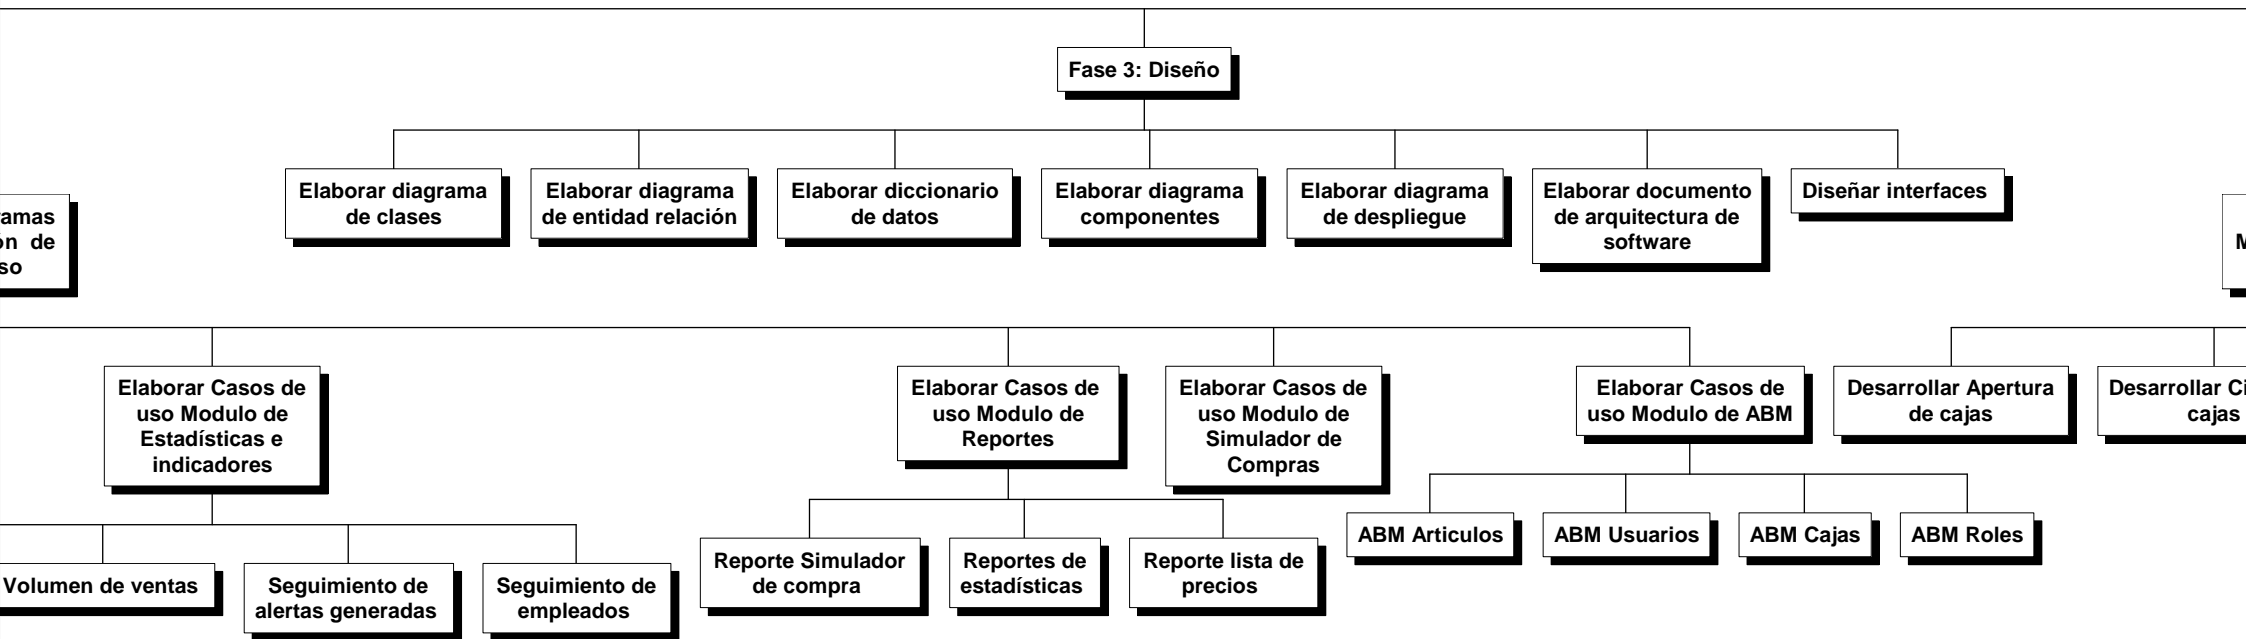 Fase 3: Diseño
Elaborar diagrama
de clases
Elaborar diagrama
de entidad relación
Elaborar diccionario
de datos
Elaborar diagrama
componentes
Elaborar diagrama
de despliegue
Elaborar documento
de arquitectura de
software
Diseñar interfaces
de
Elaborar Casos de
uso Modulo de
Estadísticas e
indicadores
Elaborar Casos de
uso Modulo de
Reportes
Elaborar Casos de
uso Modulo de
Simulador de
Compras
Elaborar Casos de
uso Modulo de ABM
Desarrollar Apertura
de cajas
Desarrollar
cajas
Volumen de ventas
Seguimiento de
alertas generadas
Seguimiento de
empleados
Reporte Simulador
de compra
Reportes de
estadísticas
Reporte lista de
precios
ABM Articulos
ABM Usuarios
ABM Cajas
ABM Roles